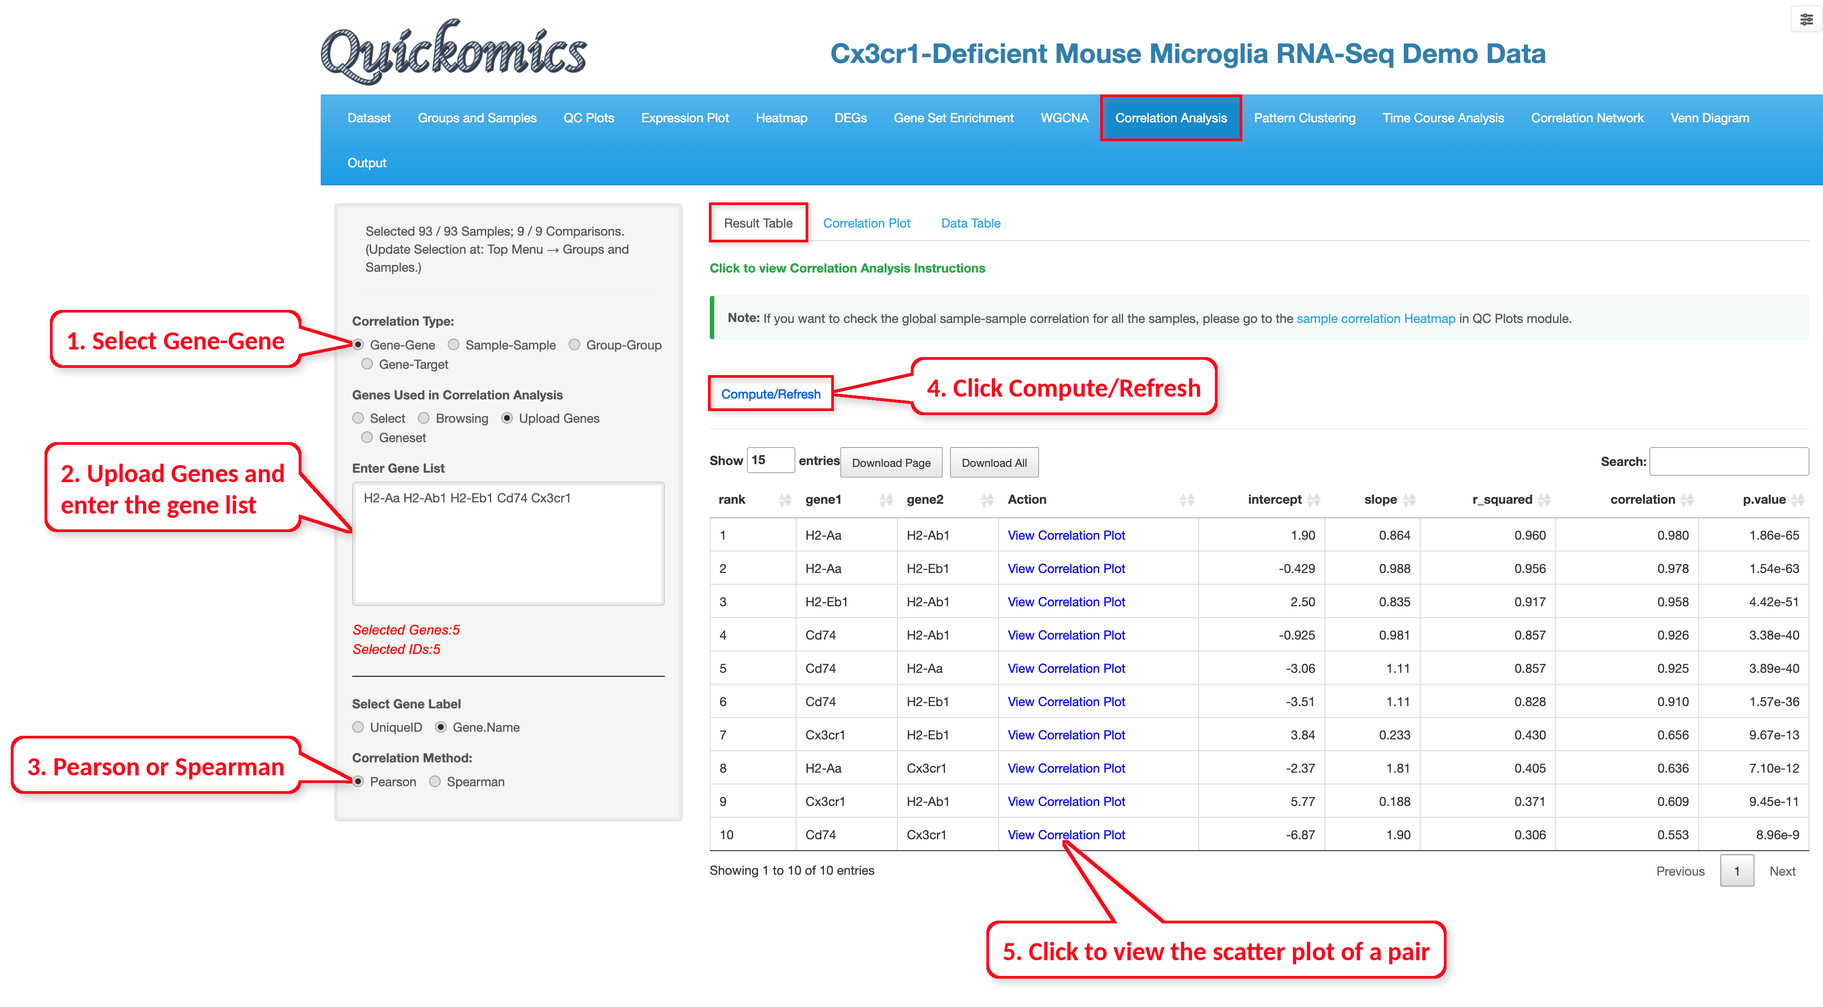 Quickomics
Cx3cr1-Deficient Mouse Microglia RNA-Seq Demo Data
Dataset Groups and Samples QC Plots Expression Plot Heatmap DEGs Gene Set Enrichment WGCNA Correlation Analysis Pattern Clustering Time Course Analysis Correlation Network Venn Diagram
Output
Selected 93 / 93 Samples; 9 / 9 Comparisons.
(Update Selection at: Top Menu → Groups and
Samples.)
Correlation Type:
1. Select Gene-Gene
Gene-Gene Sample-Sample Group-Group
Gene-Target
Genes Used in Correlation Analysis
Select Browsing Upload Genes
Geneset
2. Upload Genes and
enter the gene list
Enter Gene List
H2-Aa H2-Ab1 H2-Eb1 Cd74 Cx3cr1
Selected Genes:5
Selected IDs:5
Select Gene Label
UniqueID Gene.Name
Correlation Method:
3. Pearson or Spearman
Pearson Spearman
Result Table Correlation Plot Data Table
Click to view Correlation Analysis Instructions
Note: If you want to check the global sample-sample correlation for all the samples, please go to the sample correlation Heatmap in QC Plots module.
Compute/Refresh
4. Click Compute/Refresh
Show 15 entries Download Page Download All Search:
rank gene1 gene2 Action intercept slope r_squared correlation p.value
1 H2-Aa H2-Ab1 View Correlation Plot 1.90 0.864 0.960 0.980 1.86e-65
2 H2-Aa H2-Eb1 View Correlation Plot -0.429 0.988 0.956 0.978 1.54e-63
3 H2-Eb1 H2-Ab1 View Correlation Plot 2.50 0.835 0.917 0.958 4.42e-51
4 Cd74 H2-Ab1 View Correlation Plot -0.925 0.981 0.857 0.926 3.38e-40
5 Cd74 H2-Aa View Correlation Plot -3.06 1.11 0.857 0.925 3.89e-40
6 Cd74 H2-Eb1 View Correlation Plot -3.51 1.11 0.828 0.910 1.57e-36
7 Cx3cr1 H2-Eb1 View Correlation Plot 3.84 0.233 0.430 0.656 9.67e-13
8 H2-Aa Cx3cr1 View Correlation Plot -2.37 1.81 0.405 0.636 7.10e-12
9 Cx3cr1 H2-Ab1 View Correlation Plot 5.77 0.188 0.371 0.609 9.45e-11
10 Cd74 Cx3cr1 View Correlation Plot -6.87 1.90 0.306 0.553 8.96e-9
Showing 1 to 10 of 10 entries Previous 1 Next
5. Click to view the scatter plot of a pair